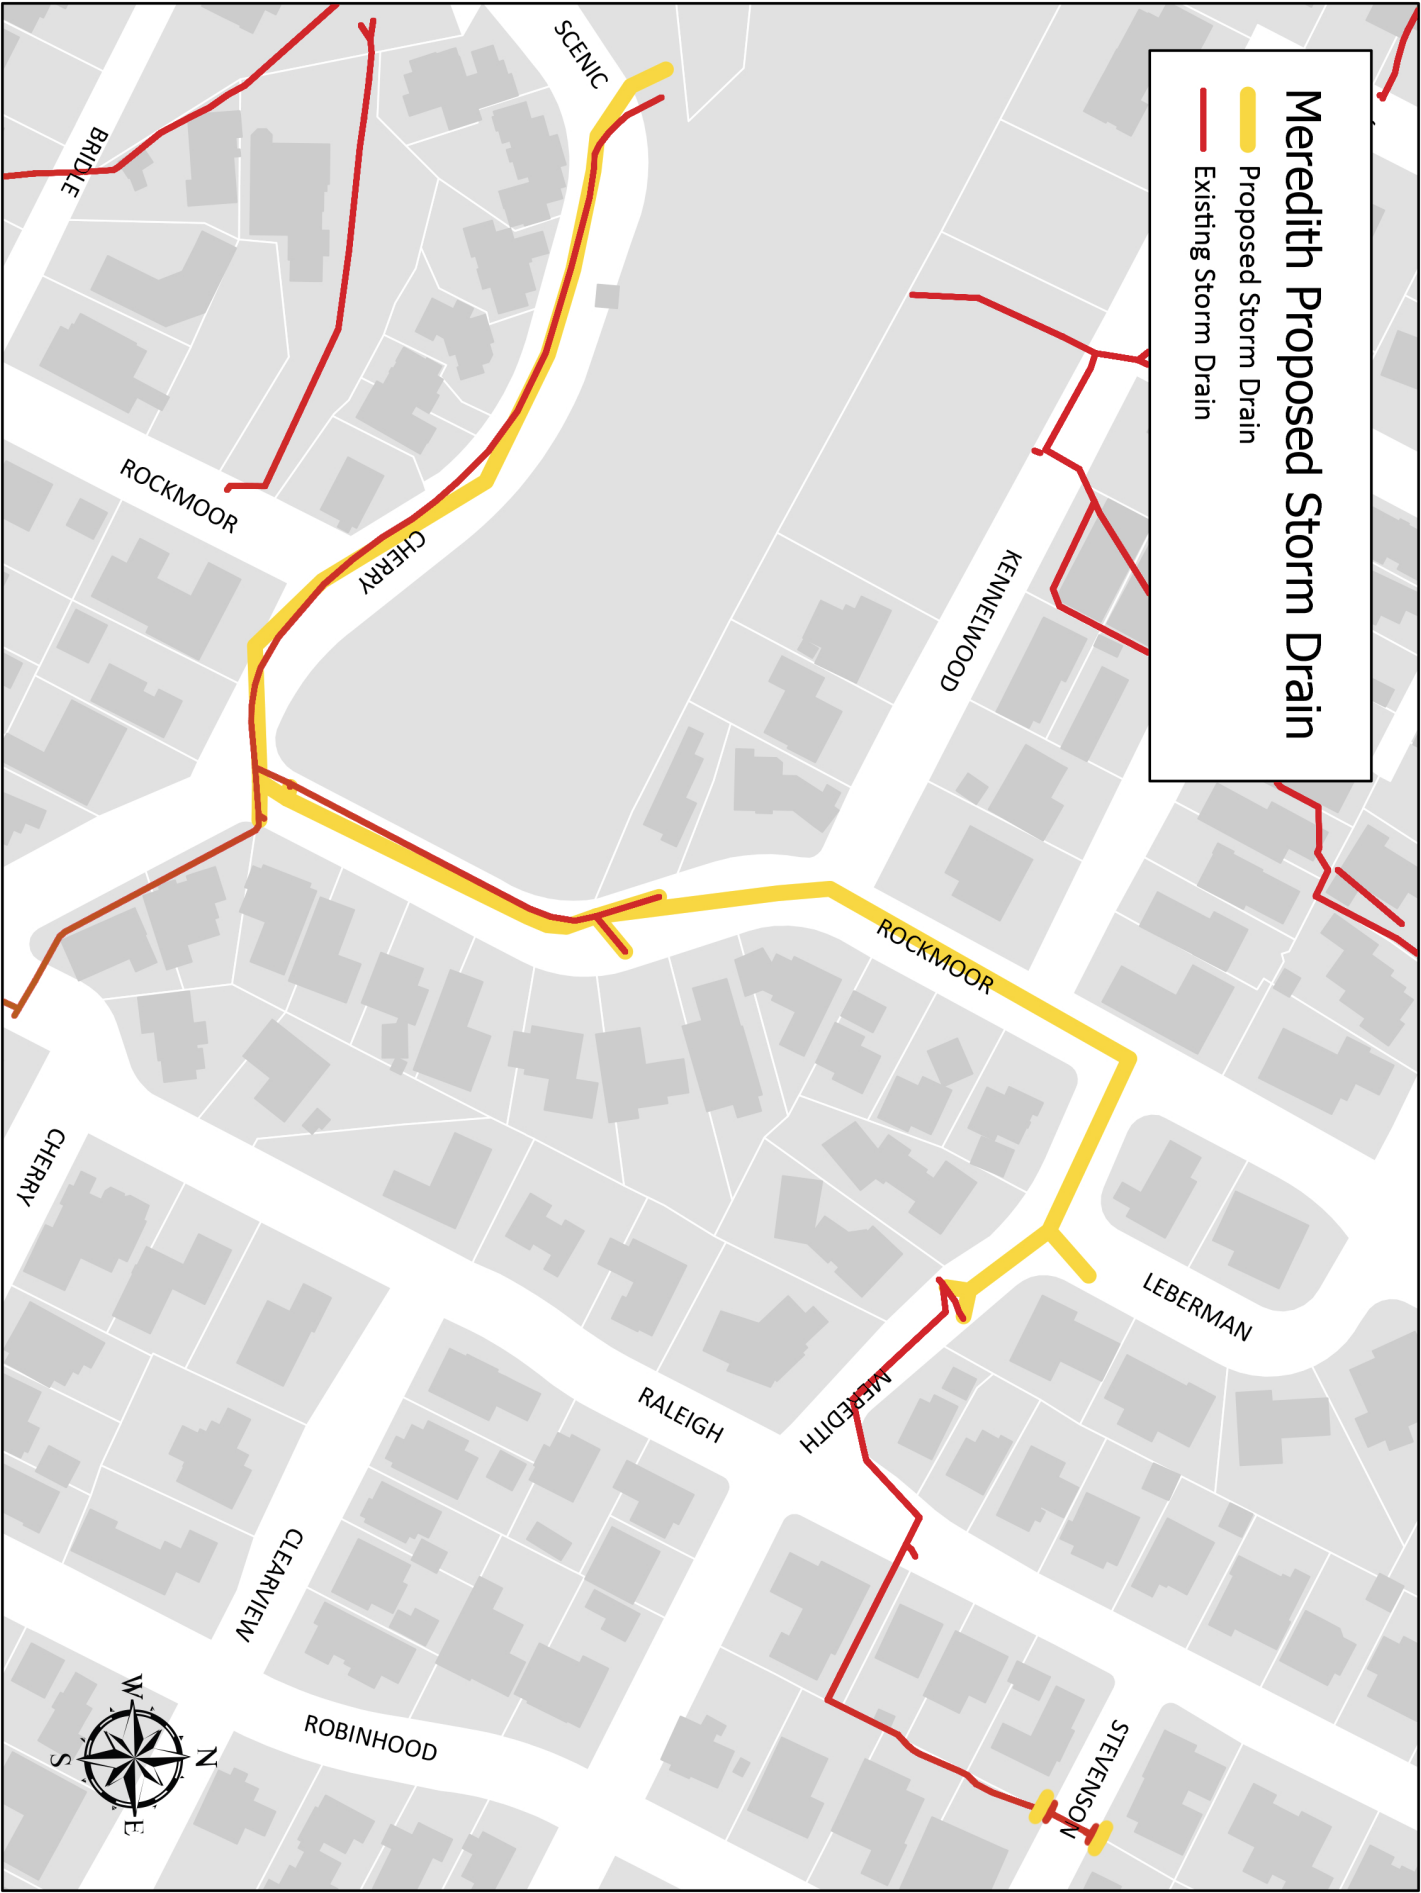 Meredith Proposed Storm Drain
Proposed Storm Drain
Existing Storm Drain
SCENIC
BRIDLE
ROCKMOOR
CHERRY
KENNELWOOD
ROCKMOOR
LEBERMAN
MEREDITH
RALEIGH
CHERRY
CLEARVIEW
ROBINHOOD
STEVENSON
N
W
E
S